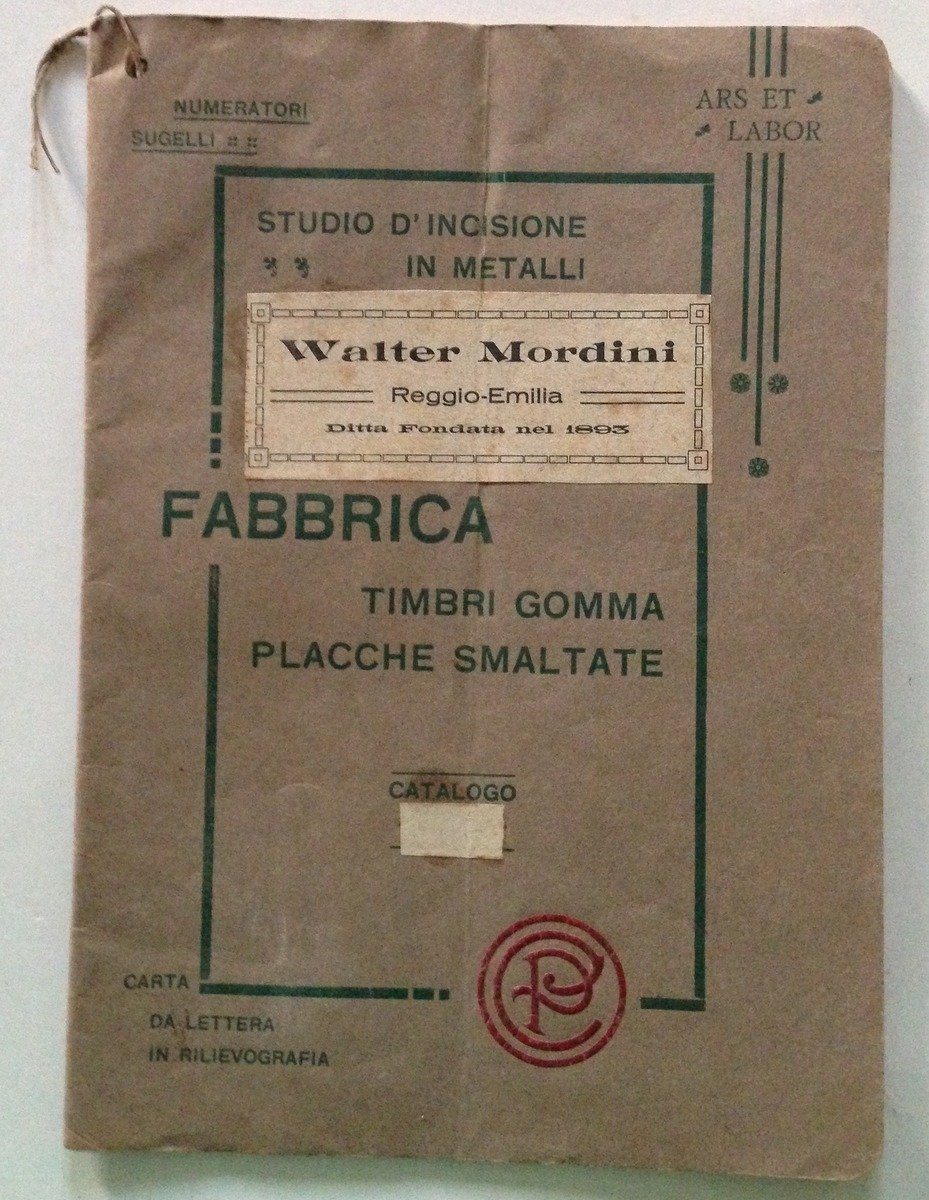 NUMERATORI
SUGELLI
ARS ET
LABOR
STUDIO D'INCISIONE
IN METALLI
Walter Mordini
Reggio-Emilia
Ditta Fondata nel 1893
FABBRICA
TIMBRI GOMMA
PLACCHE SMALTATE
CATALOGO
CARTA
DA LETTERA
IN RILIEVOGRAFIA